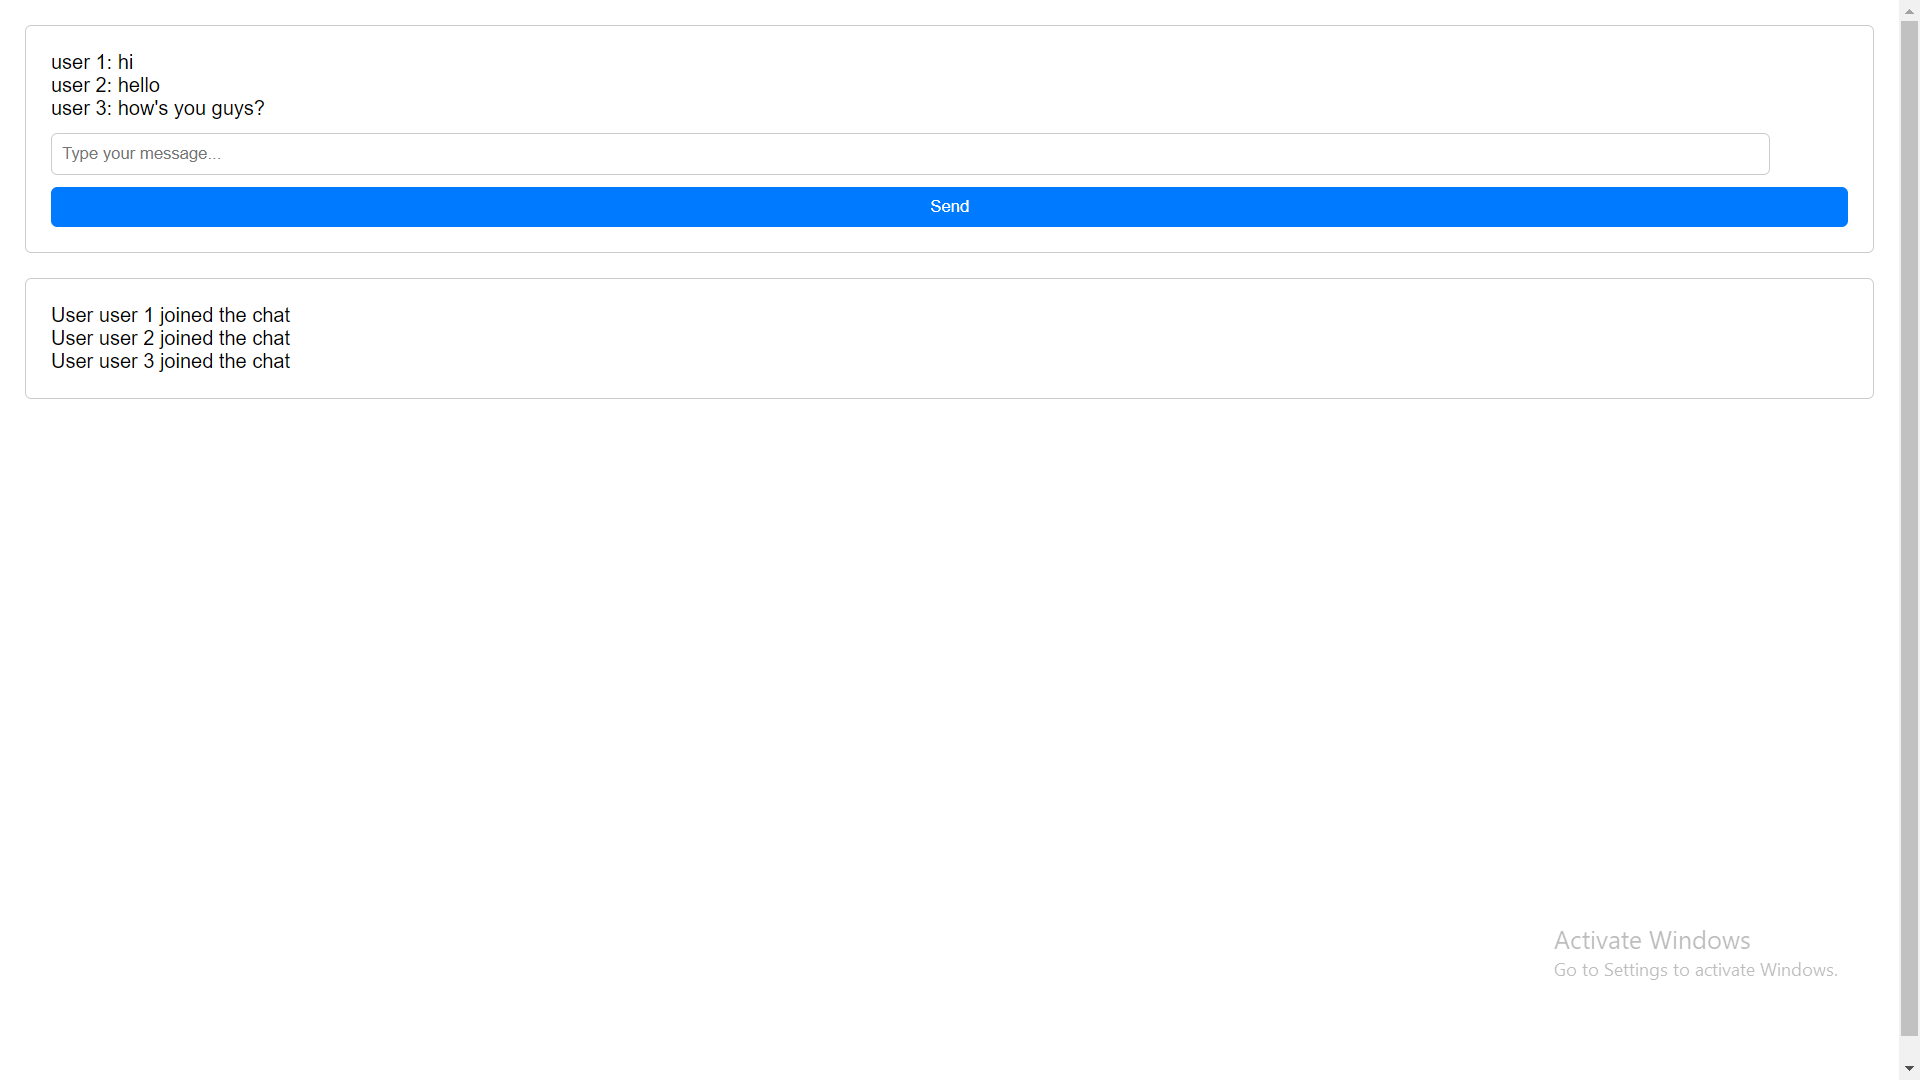 user 1: hi
user 2: hello
user 3: how's you guys?
Type your message...
Send
User user 1 joined the chat
User user 2 joined the chat
User user 3 joined the chat
Activate Windows
Go to Settings to activate Windows.